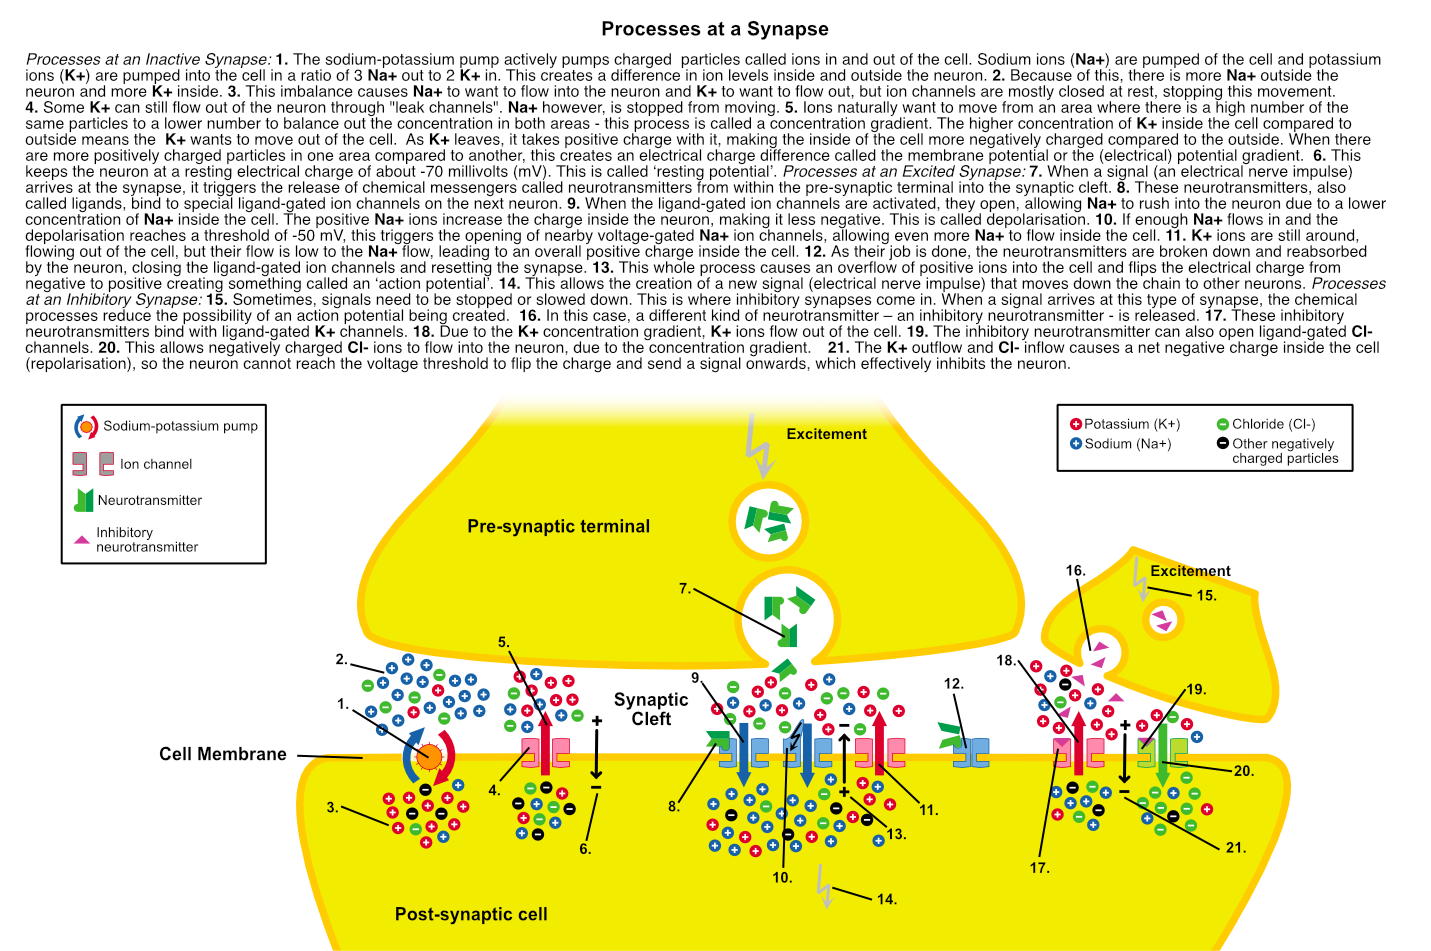 Processes at a Synapse
Processes at an Inactive Synapse: 1. The sodium-potassium pump actively pumps charged particles called ions in and out of the cell. Sodium ions (Na+) are pumped of the cell and potassium
ions (K+) are pumped into the cell in a ratio of 3 Na+ out to 2 K+ in. This creates a difference in ion levels inside and outside the neuron. 2. Because of this, there is more Na+ outside the
neuron and more K+ inside. 3. This imbalance causes Na+ to want to flow into the neuron and K+ to want to flow out, but ion channels are mostly closed at rest, stopping this movement.
4. Some K+ can still flow out of the neuron through "leak channels". Na+ however, is stopped from moving. 5. Ions naturally want to move from an area where there is a high number of the
same particles to a lower number to balance out the concentration in both areas - this process is called a concentration gradient. The higher concentration of K+ inside the cell compared to
outside means the K+ wants to move out of the cell. As K+ leaves, it takes positive charge with it, making the inside of the cell more negatively charged compared to the outside. When there
are more positively charged particles in one area compared to another, this creates an electrical charge difference called the membrane potential or the (electrical) potential gradient. 6. This
keeps the neuron at a resting electrical charge of about -70 millivolts (mV). This is called ‘resting potential’. Processes at an Excited Synapse: 7. When a signal (an electrical nerve impulse)
arrives at the synapse, it triggers the release of chemical messengers called neurotransmitters from within the pre-synaptic terminal into the synaptic cleft. 8. These neurotransmitters, also
called ligands, bind to special ligand-gated ion channels on the next neuron. 9. When the ligand-gated ion channels are activated, they open, allowing Na+ to rush into the neuron due to a lower
concentration of Na+ inside the cell. The positive Na+ ions increase the charge inside the neuron, making it less negative. This is called depolarisation. 10. If enough Na+ flows in and the
depolarisation reaches a threshold of -50 mV, this triggers the opening of nearby voltage-gated Na+ ion channels, allowing even more Na+ to flow inside the cell. 11. K+ ions are still around,
flowing out of the cell, but their flow is low to the Na+ flow, leading to an overall positive charge inside the cell. 12. As their job is done, the neurotransmitters are broken down and reabsorbed
by the neuron, closing the ligand-gated ion channels and resetting the synapse. 13. This whole process causes an overflow of positive ions into the cell and flips the electrical charge from
negative to positive creating something called an ‘action potential’. 14. This allows the creation of a new signal (electrical nerve impulse) that moves down the chain to other neurons. Processes
at an Inhibitory Synapse: 15. Sometimes, signals need to be stopped or slowed down. This is where inhibitory synapses come in. When a signal arrives at this type of synapse, the chemical
processes reduce the possibility of an action potential being created. 16. In this case, a different kind of neurotransmitter – an inhibitory neurotransmitter - is released. 17. These inhibitory
neurotransmitters bind with ligand-gated K+ channels. 18. Due to the K+ concentration gradient, K+ ions flow out of the cell. 19. The inhibitory neurotransmitter can also open ligand-gated Cl-
channels. 20. This allows negatively charged Cl- ions to flow into the neuron, due to the concentration gradient. 21. The K+ outflow and Cl- inflow causes a net negative charge inside the cell
(repolarisation), so the neuron cannot reach the voltage threshold to flip the charge and send a signal onwards, which effectively inhibits the neuron.
Sodium-potassium pump
Ion channel
Neurotransmitter
Inhibitory
neurotransmitter
Potassium (K+)
Chloride (Cl-)
Sodium (Na+)
Other negatively
charged particles
Excitement
Pre-synaptic terminal
7.
16.
Excitement
15.
5.
2.
1.
Synaptic
Cleft
9.
12.
18.
19.
Cell Membrane
3.
4.
6.
8.
10.
11.
13.
14.
17.
20.
21.
Post-synaptic cell